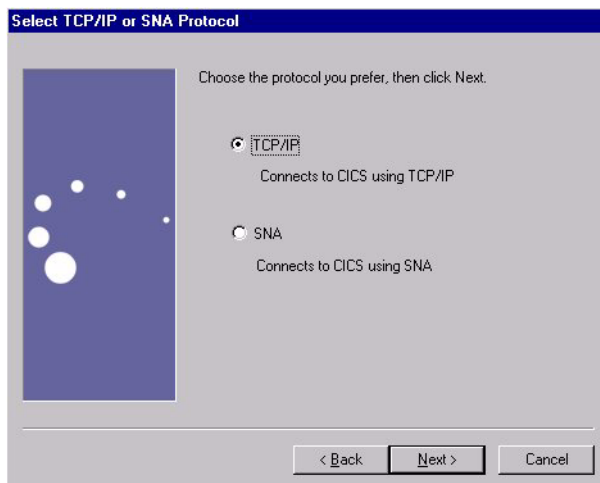 Select TCP/IP or SNA Protocol
Choose the protocol you prefer, then click Next.
TCP/IP
Connects to CICS using TCP/IP
SNA
Connects to CICS using SNA
< Back Next > Cancel